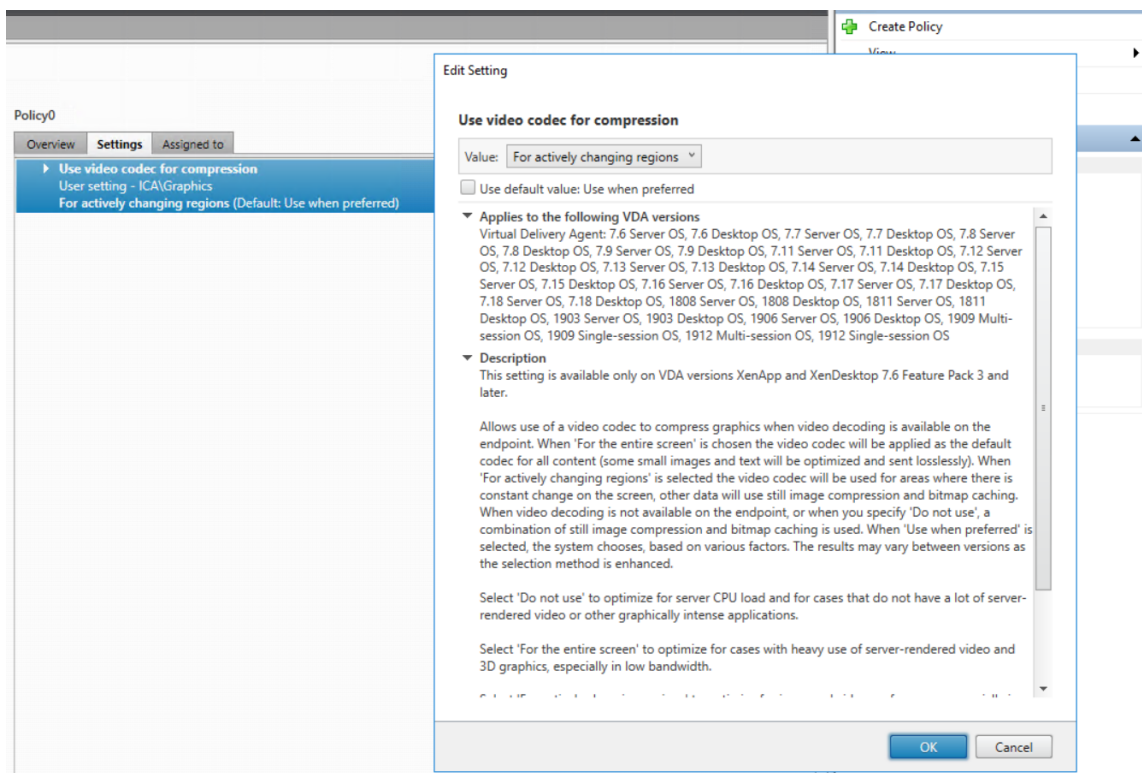 Create Policy
View
Edit Setting
Policy0
Overview
Settings
Assigned to
Use video codec for compression
User setting - ICA\Graphics
For actively changing regions (Default: Use when preferred)
Use video codec for compression
Value: For actively changing regions
Use default value: Use when preferred
Applies to the following VDA versions
Virtual Delivery Agent: 7.6 Server OS, 7.6 Desktop OS, 7.7 Server OS, 7.7 Desktop OS, 7.8 Server
OS, 7.8 Desktop OS, 7.9 Server OS, 7.9 Desktop OS, 7.11 Server OS, 7.11 Desktop OS, 7.12 Server
OS, 7.12 Desktop OS, 7.13 Server OS, 7.13 Desktop OS, 7.14 Server OS, 7.14 Desktop OS, 7.15
Server OS, 7.15 Desktop OS, 7.16 Server OS, 7.16 Desktop OS, 7.17 Server OS, 7.17 Desktop OS,
7.18 Server OS, 7.18 Desktop OS, 1808 Server OS, 1808 Desktop OS, 1811 Server OS, 1811
Desktop OS, 1903 Server OS, 1903 Desktop OS, 1906 Server OS, 1906 Desktop OS, 1909 Multi-
session OS, 1909 Single-session OS, 1912 Multi-session OS, 1912 Single-session OS
Description
This setting is available only on VDA versions XenApp and XenDesktop 7.6 Feature Pack 3 and
later.
Allows use of a video codec to compress graphics when video decoding is available on the
endpoint. When 'For the entire screen' is chosen the video codec will be applied as the default
codec for all content (some small images and text will be optimized and sent losslessly). When
'For actively changing regions' is selected the video codec will be used for areas where there is
constant change on the screen, other data will use still image compression and bitmap caching.
When video decoding is not available on the endpoint, or when you specify 'Do not use', a
combination of still image compression and bitmap caching is used. When 'Use when preferred' is
selected, the system chooses, based on various factors. The results may vary between versions as
the selection method is enhanced.
Select 'Do not use' to optimize for server CPU load and for cases that do not have a lot of server-
rendered video or other graphically intense applications.
Select 'For the entire screen' to optimize for cases with heavy use of server-rendered video and
3D graphics, especially in low bandwidth.
OK
Cancel